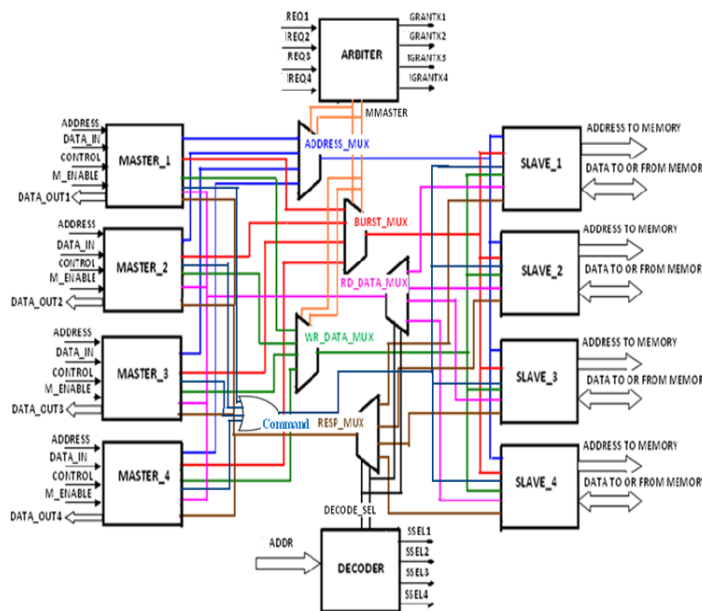 REQ1
IREQ2
REQ3
IREQ4
ARBITER
GRANTX1
GRANTX2
IGRANTX3
!GRANTX4
MMASTER
ADDRESS
DATA_IN
CONTROL
M_ENABLE
DATA_OUT1
MASTER_1
ADDRESS_MUX
SLAVE_1
ADDRESS TO MEMORY
DATA TO OR FROM MEMOR
ADDRESS
DATA_IN
CONTROL
M_ENABLE
DATA_OUT2
MASTER_2
BURST_MUX
RD_DATA_MUX
SLAVE_2
ADDRESS TO MEMORY
DATA TO OR FROM MEMORY
ADDRESS
DATA_IN
CONTROL
M_ENABLE
DATA_OUT3
MASTER_3
WR_DATA_MUX
SLAVE_3
ADDRESS TO MEMORY
DATA TO OR FROM MEMORY
Command
RESP_MUX
ADDRESS
DATA_IN
CONTROL
M_ENABLE
DATA_OUT4
MASTER_4
SLAVE_4
ADDRESS TO MEMORY
DATA TO OR FROM MEMORY
DECODE_SEL
ADDR
DECODER
SSEL1
SSEL2
SSEL3
SSEL4